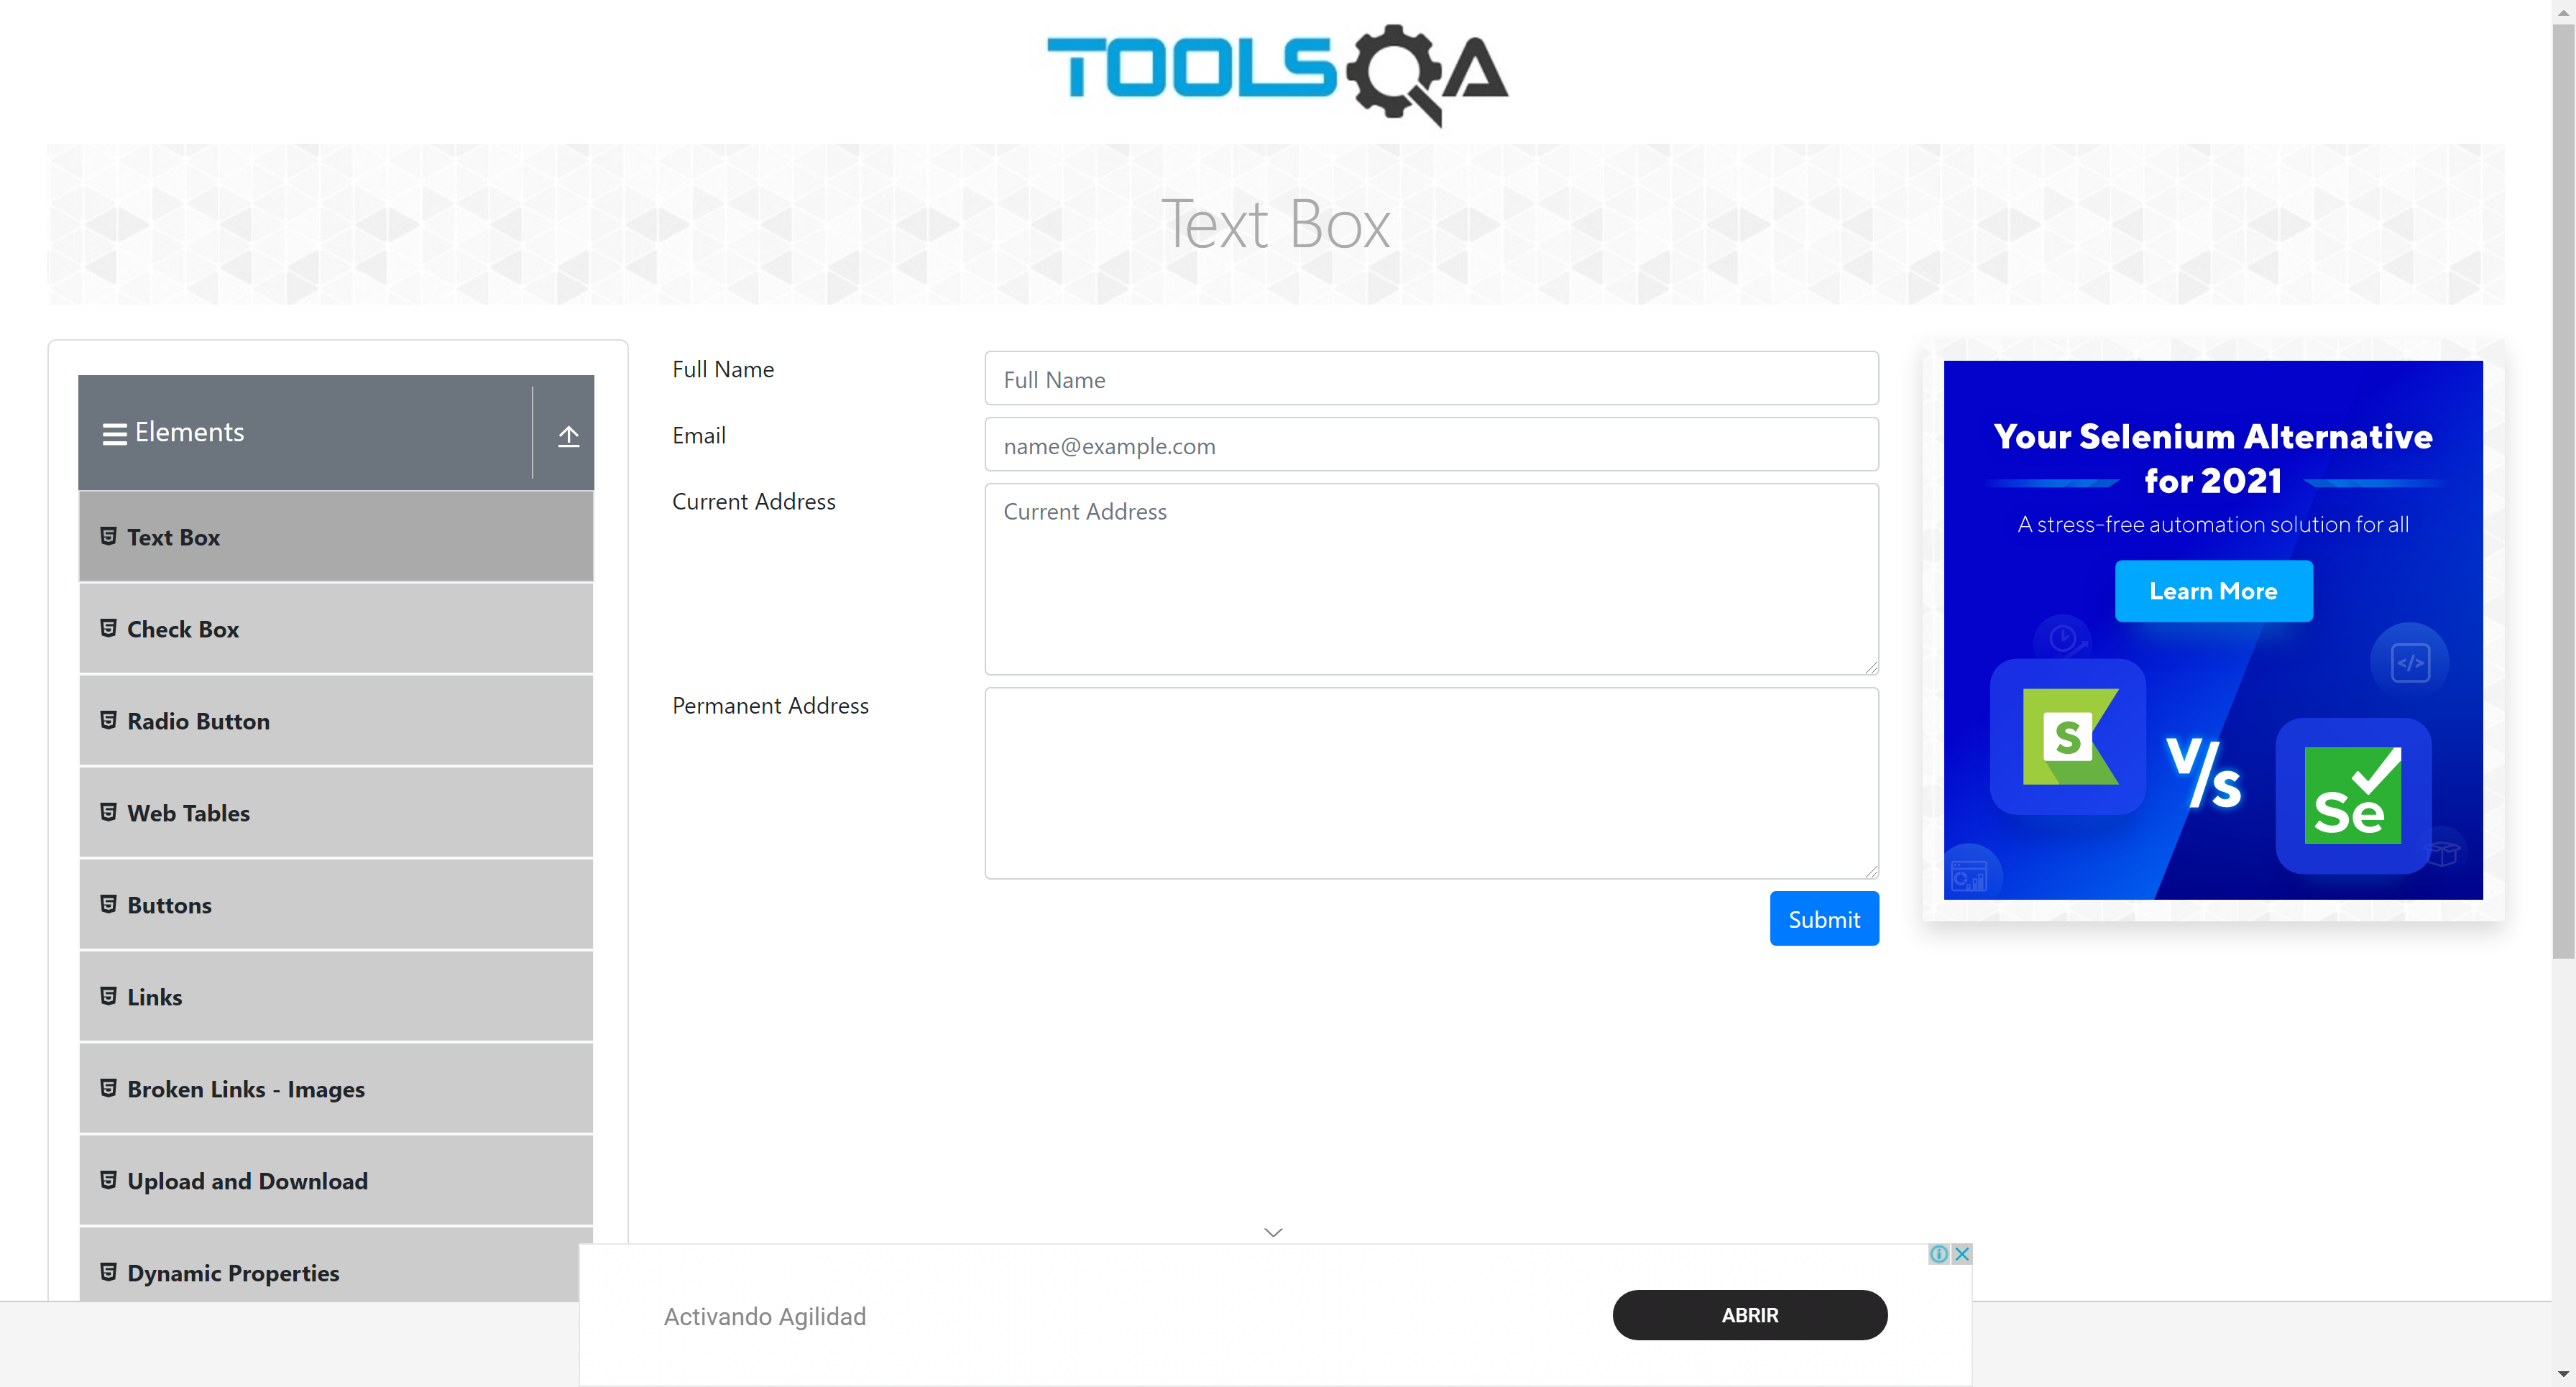 TOOLSQA
Text Box
Elements
Text Box
Check Box
Radio Button
Web Tables
Buttons
Links
Broken Links - Images
Upload and Download
Dynamic Properties
Full Name
Full Name
Email
name@example.com
Current Address
Current Address
Permanent Address
Submit
Your Selenium Alternative
for 2021
A stress-free automation solution for all
Learn More
</>
S
V/s
Se
Activando Agilidad
ABRIR